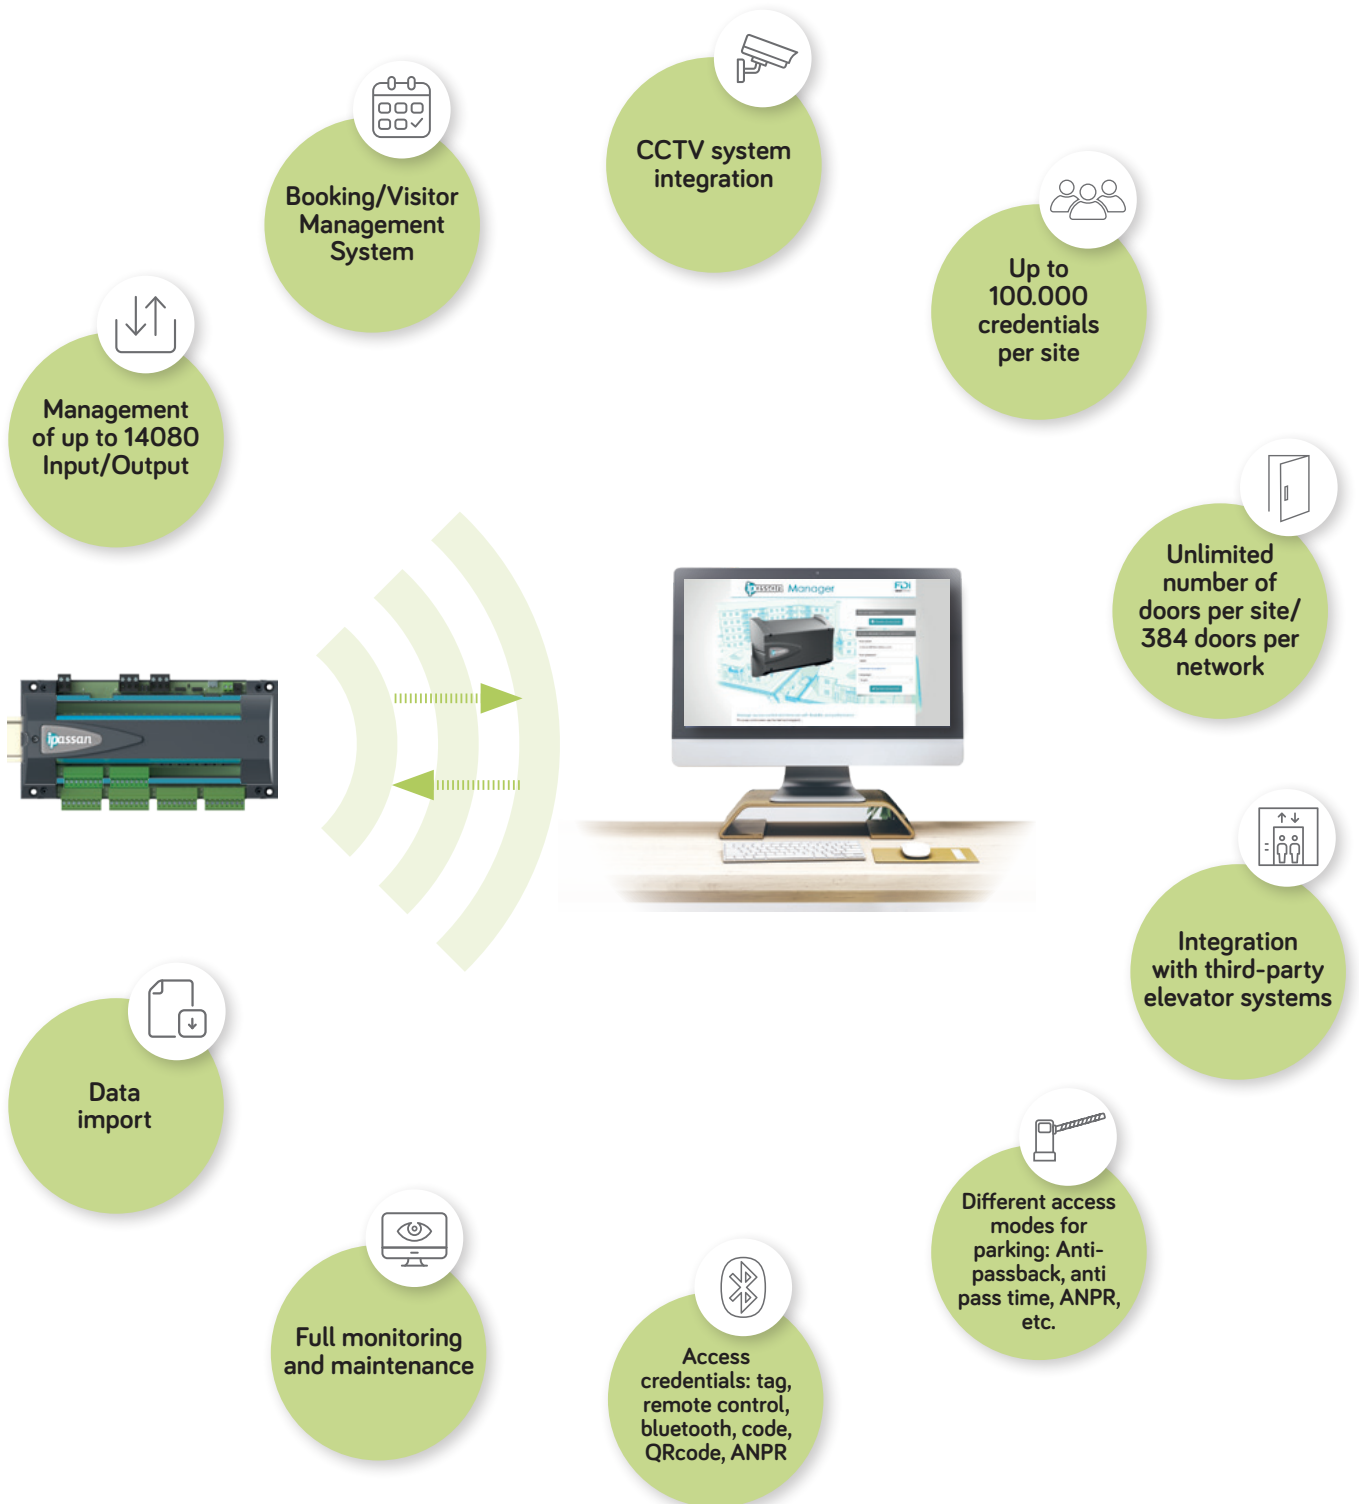 CCTV system
integration
Booking/Visitor
Management
System
Up to
100.000
credentials
per site
Management
of up to 14080
Input/Output
Unlimited
number of
doors per site/
384 doors per
network
ipassan Manager
FDI
ipassan
Integration
with third-party
elevator systems
Data
import
Different access
modes for
parking: Anti-
passback, anti
pass time, ANPR,
etc.
Full monitoring
and maintenance
Access
credentials: tag,
remote control,
bluetooth, code,
QRcode, ANPR